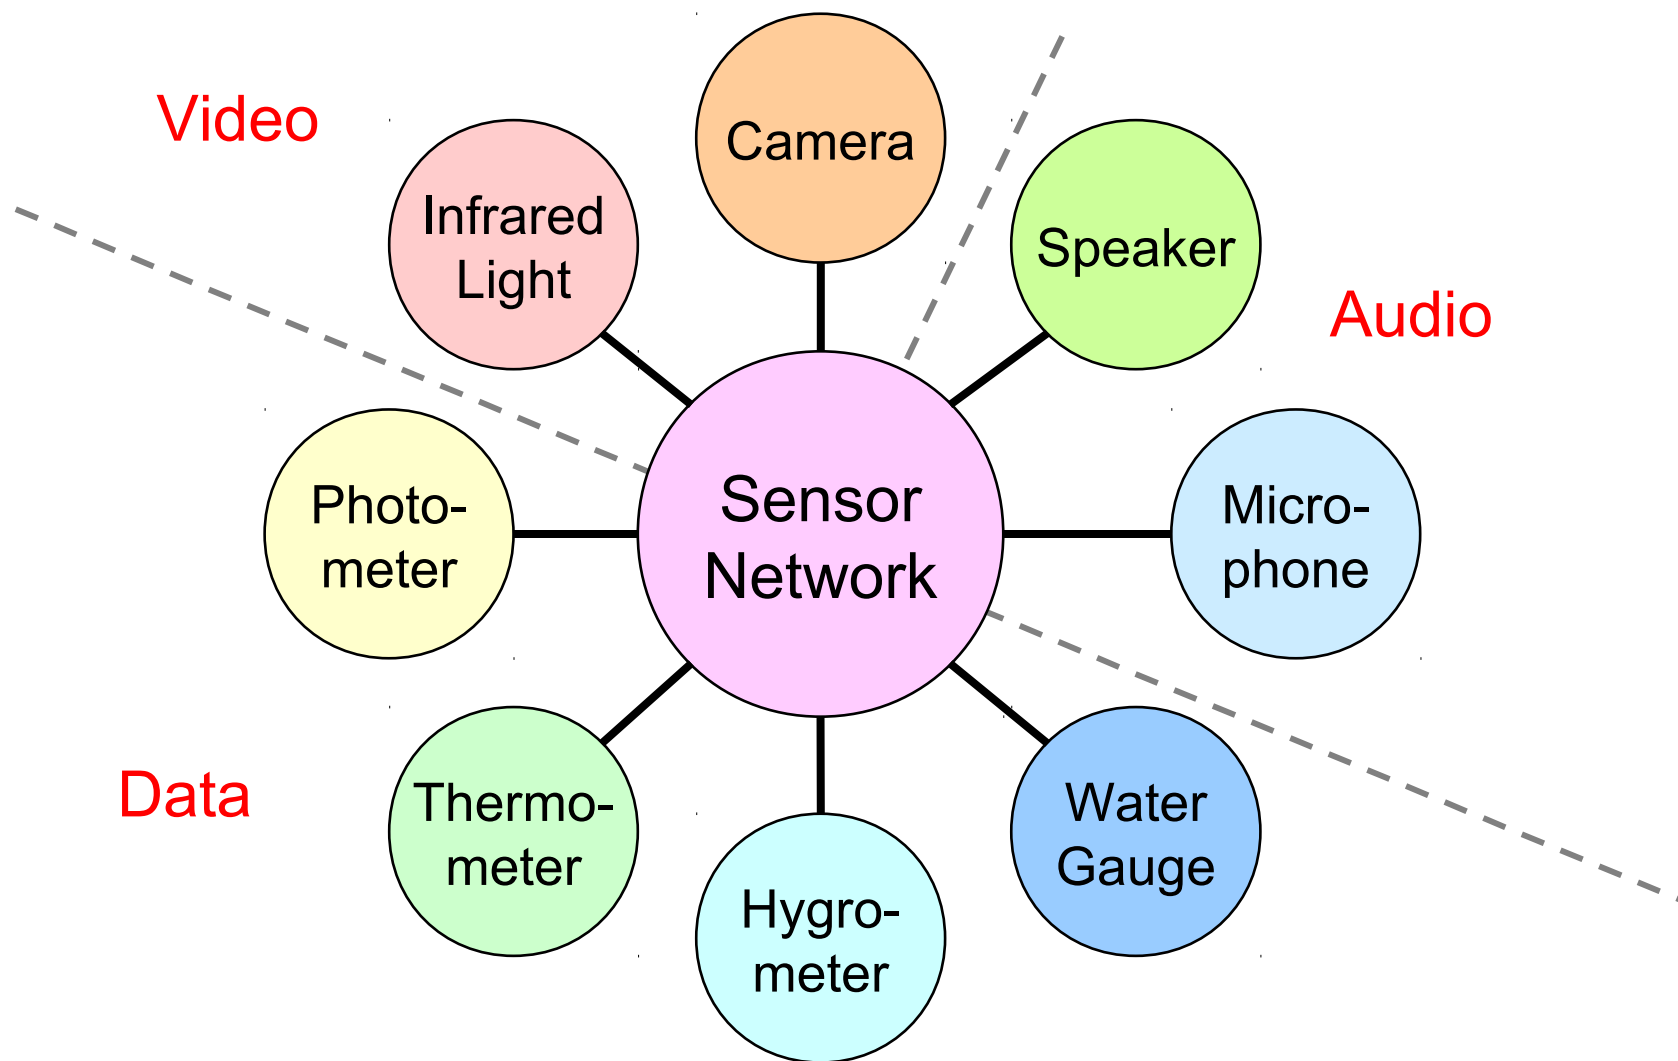 Video
Camera
Infrared
Light
Speaker
Audio
Sensor
Network
Photo-
meter
Micro-
phone
Data
Thermo-
meter
Hygro-
meter
Water
Gauge